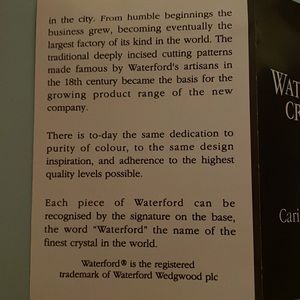 in the city. From humble beginnings the
business grew, becoming eventually the
largest factory of its kind in the world. The
traditional deeply incised cutting patterns
made famous by Waterford's artisans in
the 18th century became the basis for the
growing product range of the new
company.
There is to-day the same dedication to
purity of colour, to the same design
inspiration, and adherence to the highest
quality levels possible.
Each piece of Waterford can be
recognised by the signature on the base,
the word "Waterford" the name of the
finest crystal in the world.
Waterford® is the registered
trademark of Waterford Wedgwood plc
WAT
CR
Cari